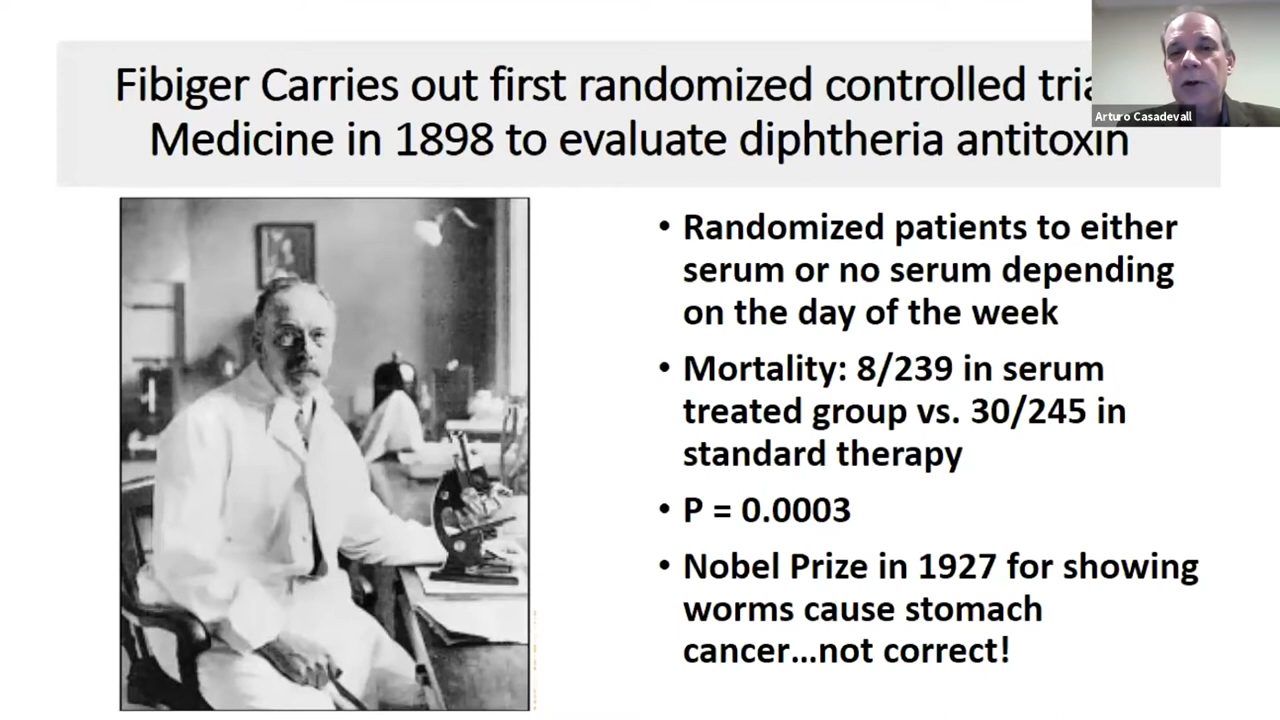 Fibiger Carries out first randomized controlled
Medicine in 1898 to evaluate diphtheria antitoxin
Arturo Casadevall
• Randomized patients to either
serum or no serum depending
on the day of the week
• Mortality: 8/239 in serum
treated group vs. 30/245 in
standard therapy
• P = 0.0003
• Nobel Prize in 1927 for showing
worms cause stomach
cancer...not correct!